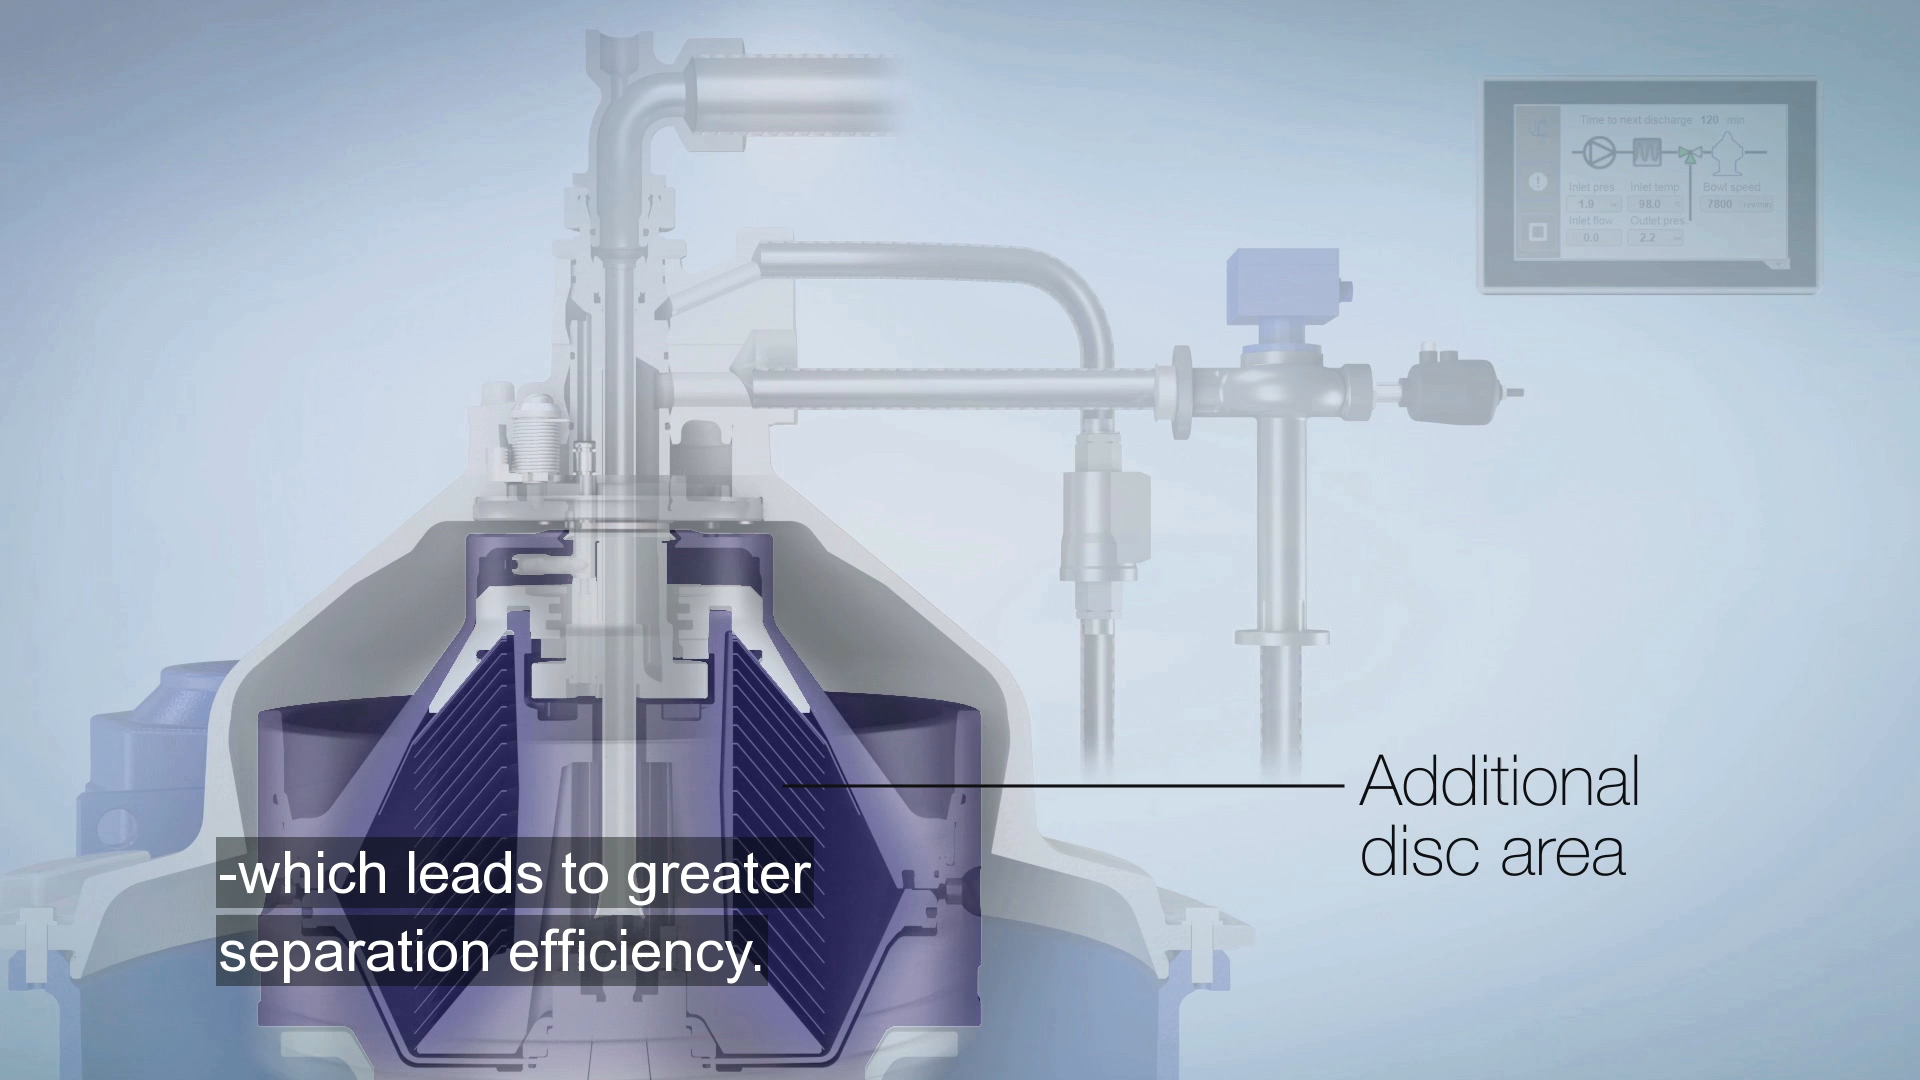 Time to next discharge 120 min
Inlet pres Inlet temp Bowl speed
1.9 98.0 7800
Inlet flow Outlet pres
0.0 2.2
Additional
disc area
-which leads to greater
separation efficiency.